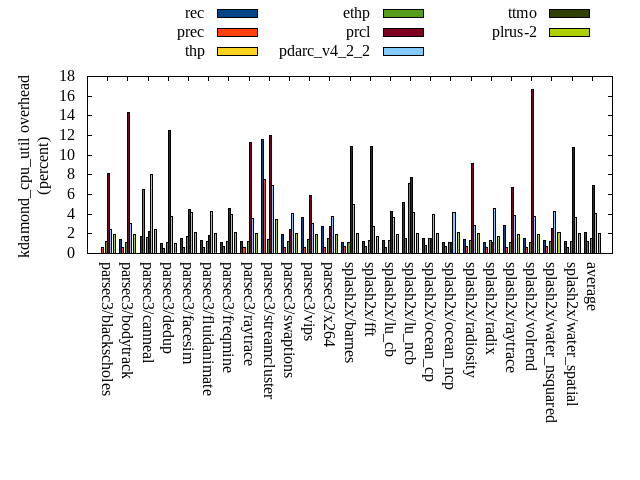 rec
prec
thp
ethp
prcl
pdarc_v4_2_2
ttmo
plrus-2
kdamond_cpu_util overhead
(percent)
18
16
14
12
10
8
6
4
2
0
parsec3/blackscholes
parsec3/bodytrack
parsec3/canneal
parsec3/dedup
parsec3/facesim
parsec3/fluidanimate
parsec3/freqmine
parsec3/raytrace
parsec3/streamcluster
parsec3/swaptions
parsec3/vips
parsec3/x264
splash2x/barnes
splash2x/fft
splash2x/lu_cb
splash2x/lu_ncb
splash2x/ocean_cp
splash2x/ocean_ncp
splash2x/radiosity
splash2x/radix
splash2x/raytrace
splash2x/volrend
splash2x/water_nsquared
splash2x/water_spatial
average